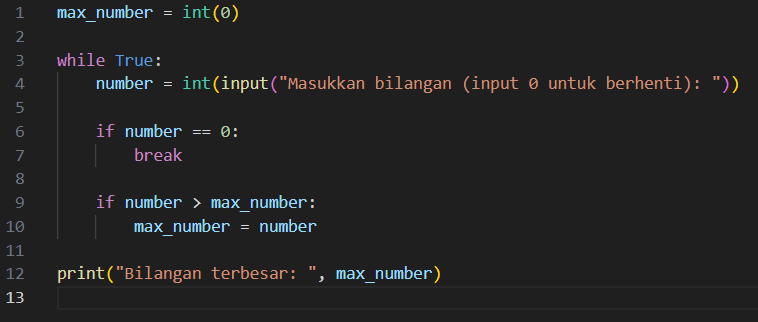 1 max_number = int(0)
2
3 while True:
4     number = int(input("Masukkan bilangan (input 0 untuk berhenti): "))
5
6     if number == 0:
7         break
8
9     if number > max_number:
10         max_number = number
11
12 print("Bilangan terbesar: ", max_number)
13